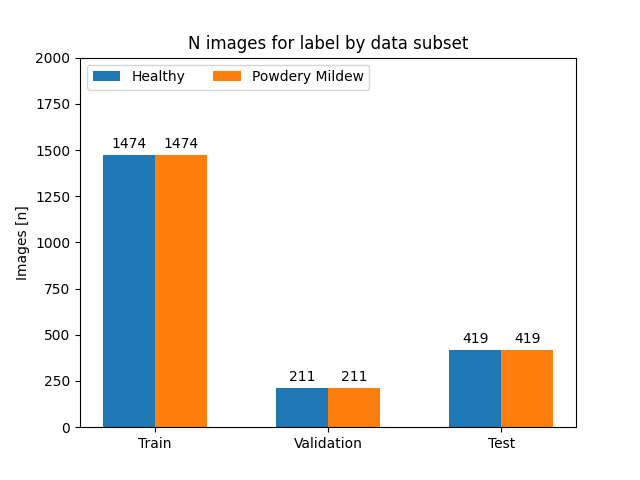 N images for label by data subset
Healthy
Powdery Mildew
2000
1750
1500
1250
1000
750
500
250
0
Images [n]
1474
1474
211
211
419
419
Train
Validation
Test